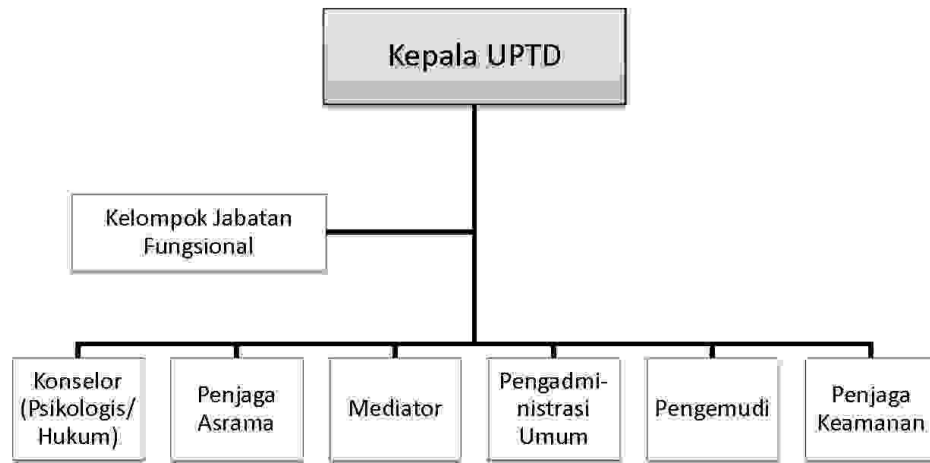 Kepala UPTD
Kelompok Jabatan
Fungsional
Konselor
(Psikologis/
Hukum)
Penjaga
Asrama
Mediator
Pengadmi-
nistrasi
Umum
Pengemudi
Penjaga
Keamanan